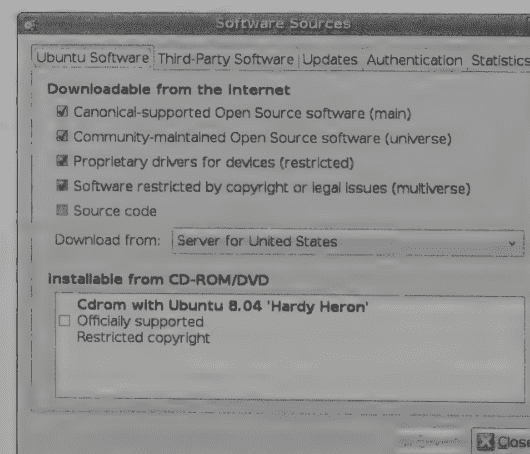 Software Sources
Ubuntu Software Third-Party Software Updates Authentication Statistics
Downloadable from the Internet
Canonical-supported Open Source software (main)
Community-maintained Open Source software (universe)
Proprietary drivers for devices (restricted)
Software restricted by copyright or legal issues (multiverse)
Source code
Download from: Server for United States
Installable from CD-ROM/DVD
Cdrom with Ubuntu 8.04 'Hardy Heron'
Officially supported
Restricted copyright
Close